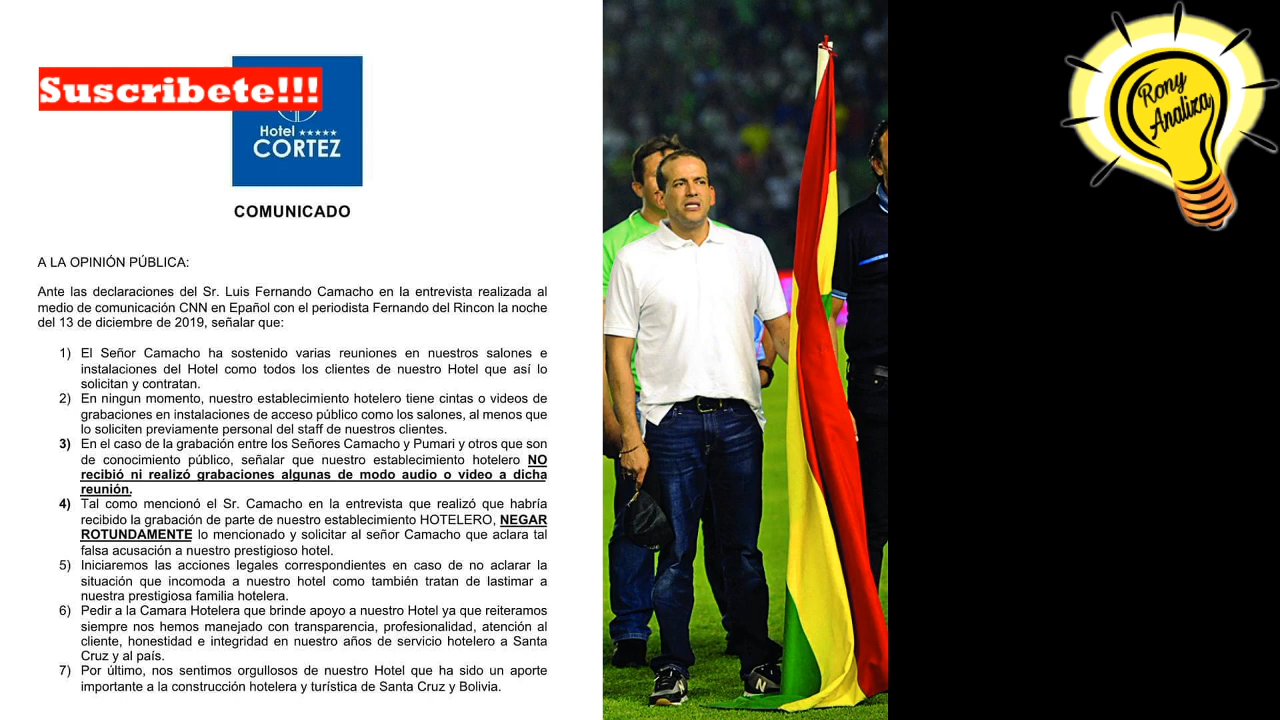 Suscribete!!!
Hotel ★★★★★
CORTEZ
COMUNICADO
A LA OPINIÓN PÚBLICA:
Ante las declaraciones del Sr. Luis Fernando Camacho en la entrevista realizada al
medio de comunicación CNN en Epañol con el periodista Fernando del Rincon la noche
del 13 de diciembre de 2019, señalar que:
1) El Señor Camacho ha sostenido varias reuniones en nuestros salones e
instalaciones del Hotel como todos los clientes de nuestro Hotel que así lo
solicitan y contratan.
2) En ningun momento, nuestro establecimiento hotelero tiene cintas o videos de
grabaciones en instalaciones de acceso público como los salones, al menos que
lo soliciten previamente personal del staff de nuestros clientes.
3) En el caso de la grabación entre los Señores Camacho y Pumari y otros que son
de conocimiento público, señalar que nuestro establecimiento hotelero NO
recibió ni realizó grabaciones algunas de modo audio o video a dicha
reunión.
4) Tal como mencionó el Sr. Camacho en la entrevista que realizó que habría
recibido la grabación de parte de nuestro establecimiento HOTELERO, NEGAR
ROTUNDAMENTE lo mencionado y solicitar al señor Camacho que aclara tal
falsa acusación a nuestro prestigioso hotel.
5) Iniciaremos las acciones legales correspondientes en caso de no aclarar la
situación que incomoda a nuestro hotel como también tratan de lastimar a
nuestra prestigiosa familia hotelera.
6) Pedir a la Camara Hotelera que brinde apoyo a nuestro Hotel ya que reiteramos
siempre nos hemos manejado con transparencia, profesionalidad, atención al
cliente, honestidad e integridad en nuestro años de servicio hotelero a Santa
Cruz y al país.
7) Por último, nos sentimos orgullosos de nuestro Hotel que ha sido un aporte
importante a la construcción hotelera y turística de Santa Cruz y Bolivia.
Rony
Analiza